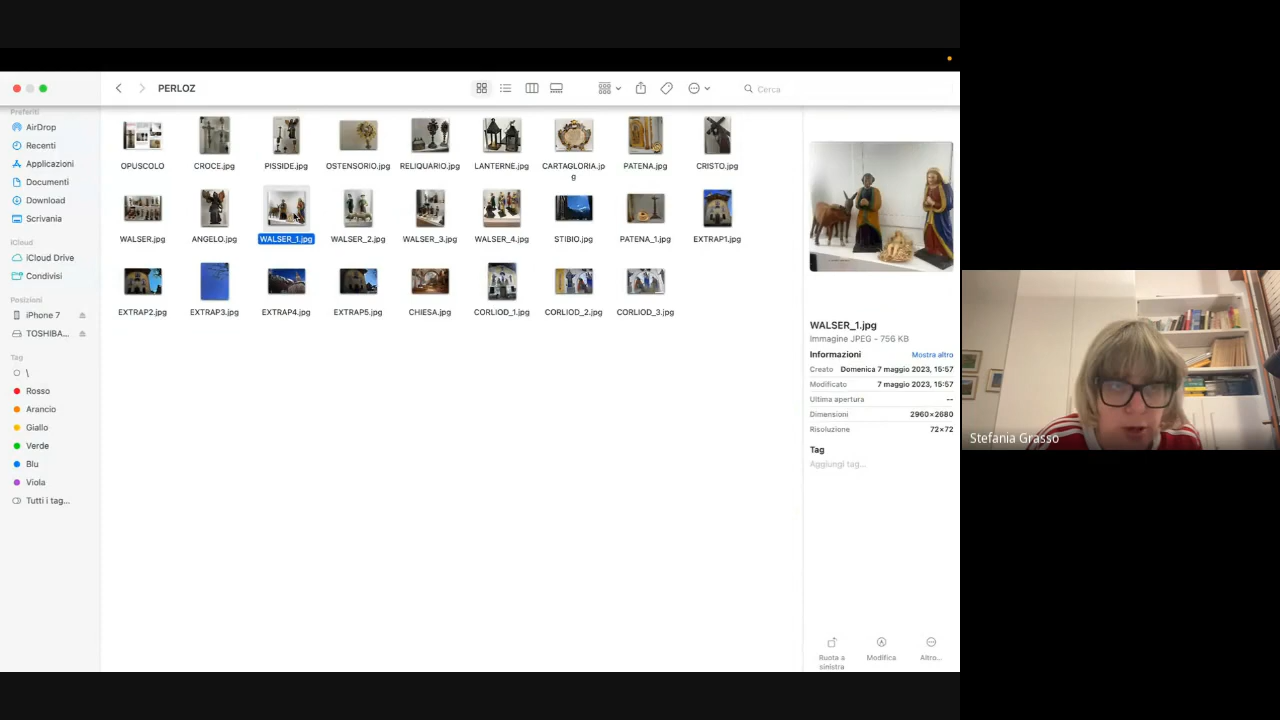 PERLOZ
Cerca
Preferiti
AirDrop
Recenti
Applicazioni
Documenti
Download
Scrivania
iCloud
iCloud Drive
Condivisi
Posizioni
iPhone 7
TOSHIBA...
Tag
\
Rosso
Arancio
Giallo
Verde
Blu
Viola
Tutti i tag...
OPUSCOLO
CROCE.jpg
PISSIDE.jpg
OSTENSORIO.jpg
RELIQUARIO.jpg
LANTERNE.jpg
CARTAGLORIA.jp
g
PATENA.jpg
CRISTO.jpg
WALSER.jpg
ANGELO.jpg
WALSER_1.jpg
WALSER_2.jpg
WALSER_3.jpg
WALSER_4.jpg
STIBIO.jpg
PATENA_1.jpg
EXTRAP1.jpg
EXTRAP2.jpg
EXTRAP3.jpg
EXTRAP4.jpg
EXTRAP5.jpg
CHIESA.jpg
CORLIOD_1.jpg
CORLIOD_2.jpg
CORLIOD_3.jpg
WALSER_1.jpg
Immagine JPEG - 756 KB
Informazioni Mostra altro
Creato Domenica 7 maggio 2023, 15:57
Modificato 7 maggio 2023, 15:57
Ultima apertura --
Dimensioni 2960×2680
Risoluzione 72×72
Tag
Aggiungi tag...
Ruota a
sinistra
Modifica
Altro...
Stefania Grasso